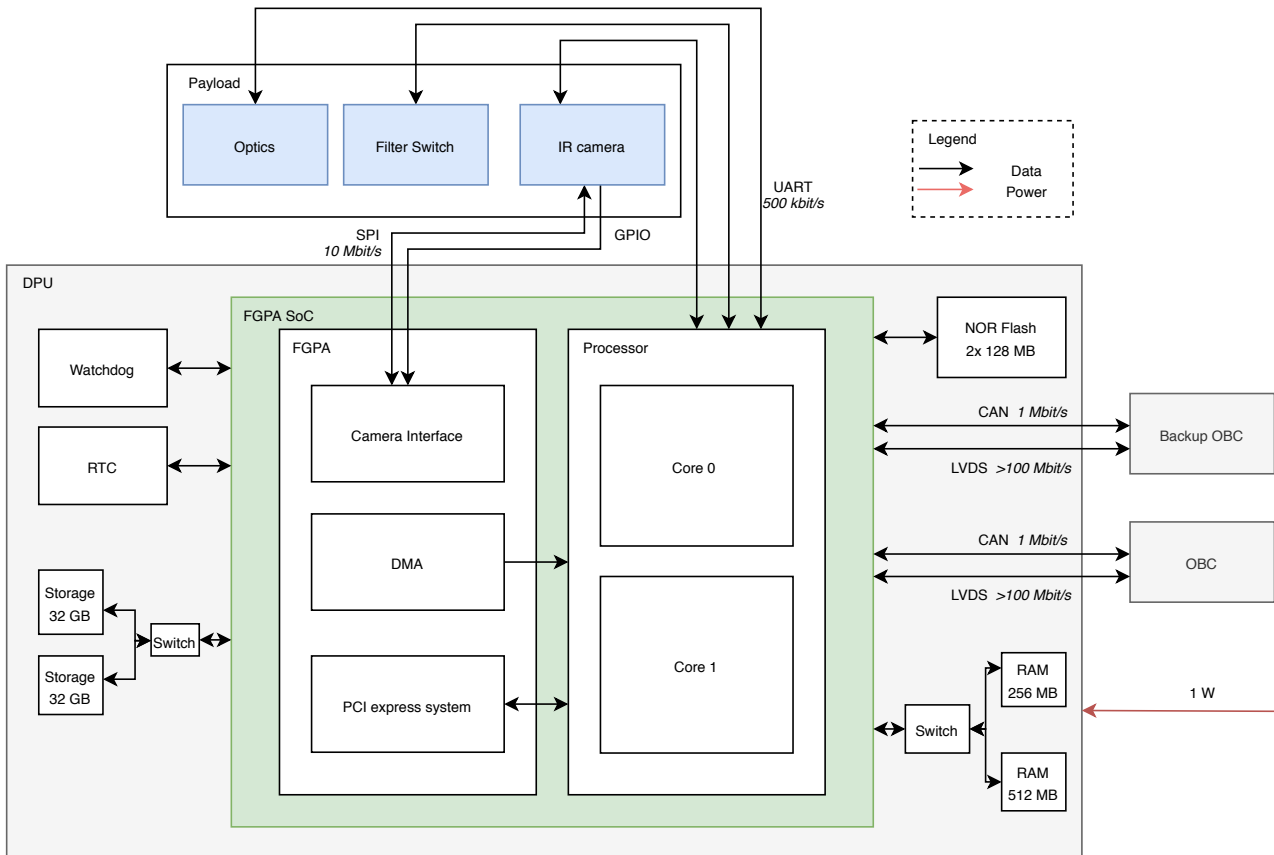 Payload
Optics
Filter Switch
IR camera
Legend
Data
Power
UART
500 kbit/s
SPI
10 Mbit/s
GPIO
DPU
FGPA SoC
FGPA
Processor
NOR Flash
2x 128 MB
Watchdog
RTC
Camera Interface
Core 0
CAN 1 Mbit/s
LVDS >100 Mbit/s
Backup OBC
DMA
CAN 1 Mbit/s
LVDS >100 Mbit/s
OBC
Storage
32 GB
Storage
32 GB
Switch
PCI express system
Core 1
Switch
RAM
256 MB
RAM
512 MB
1 W